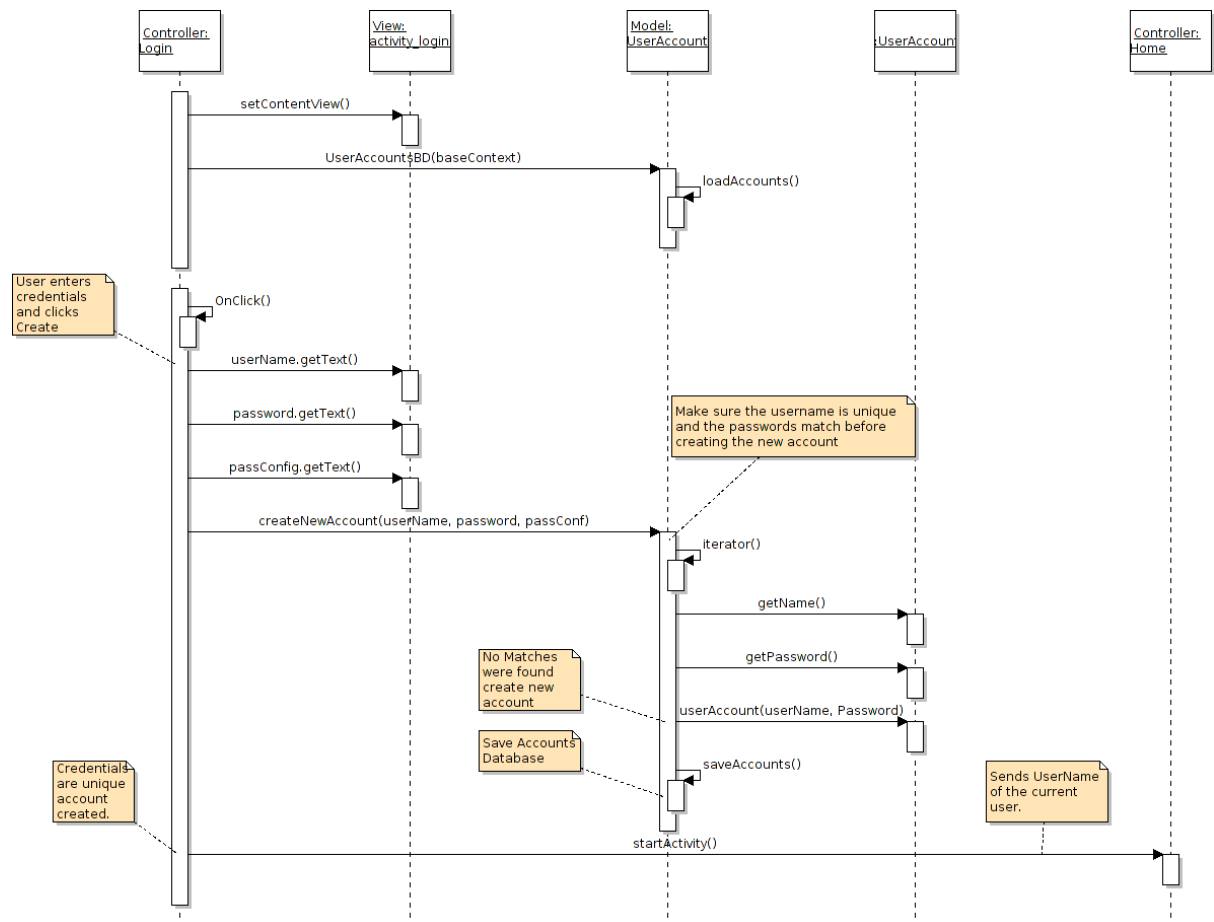 Controller:
Login
View:
activity_login
Model:
UserAccount
:UserAccount
Controller:
Home
setContentView()
UserAccountsBD(baseContext)
loadAccounts()
User enters
credentials
and clicks
Create
OnClick()
userName.getText()
password.getText()
Make sure the username is unique
and the passwords match before
creating the new account
passConfig.getText()
createNewAccount(userName, password, passConf)
iterator()
getName()
No Matches
were found
create new
account
getPassword()
userAccount(userName, Password)
Save Accounts
Database
saveAccounts()
Credentials
are unique
account
created.
Sends UserName
of the current
user.
startActivity()